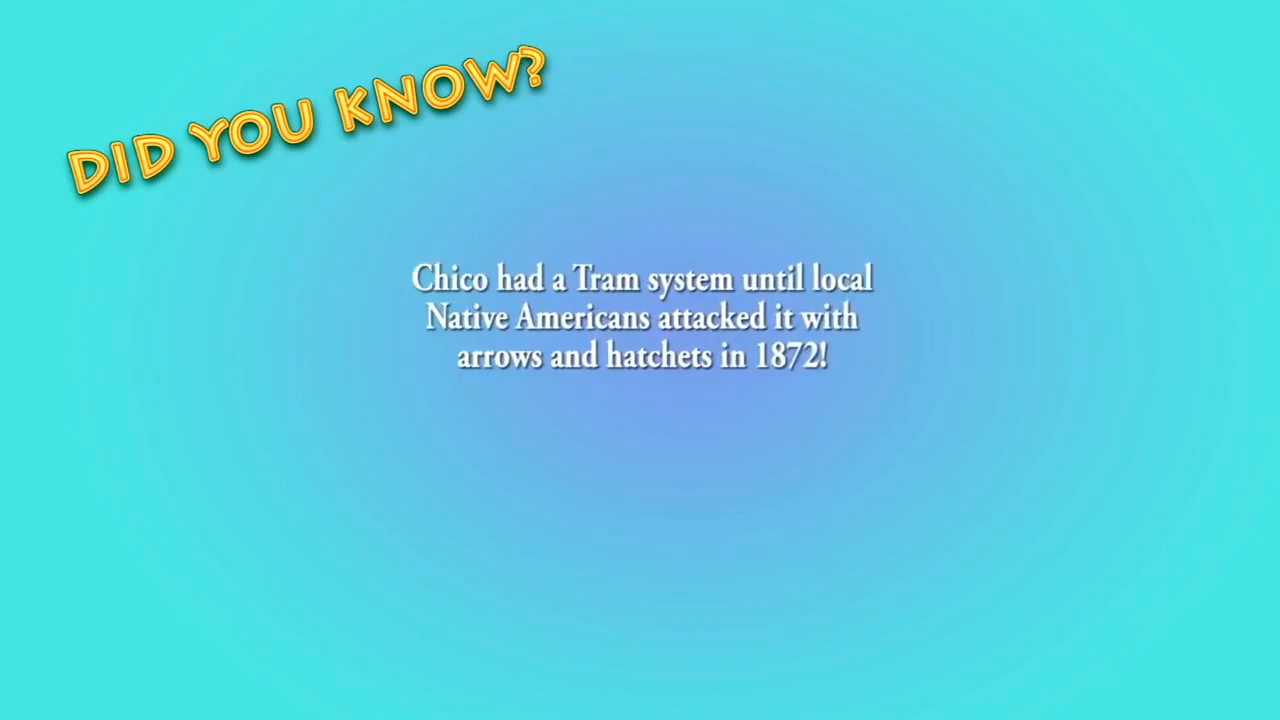 DID YOU KNOW?
Chico had a Tram system until local
Native Americans attacked it with
arrows and hatchets in 1872!